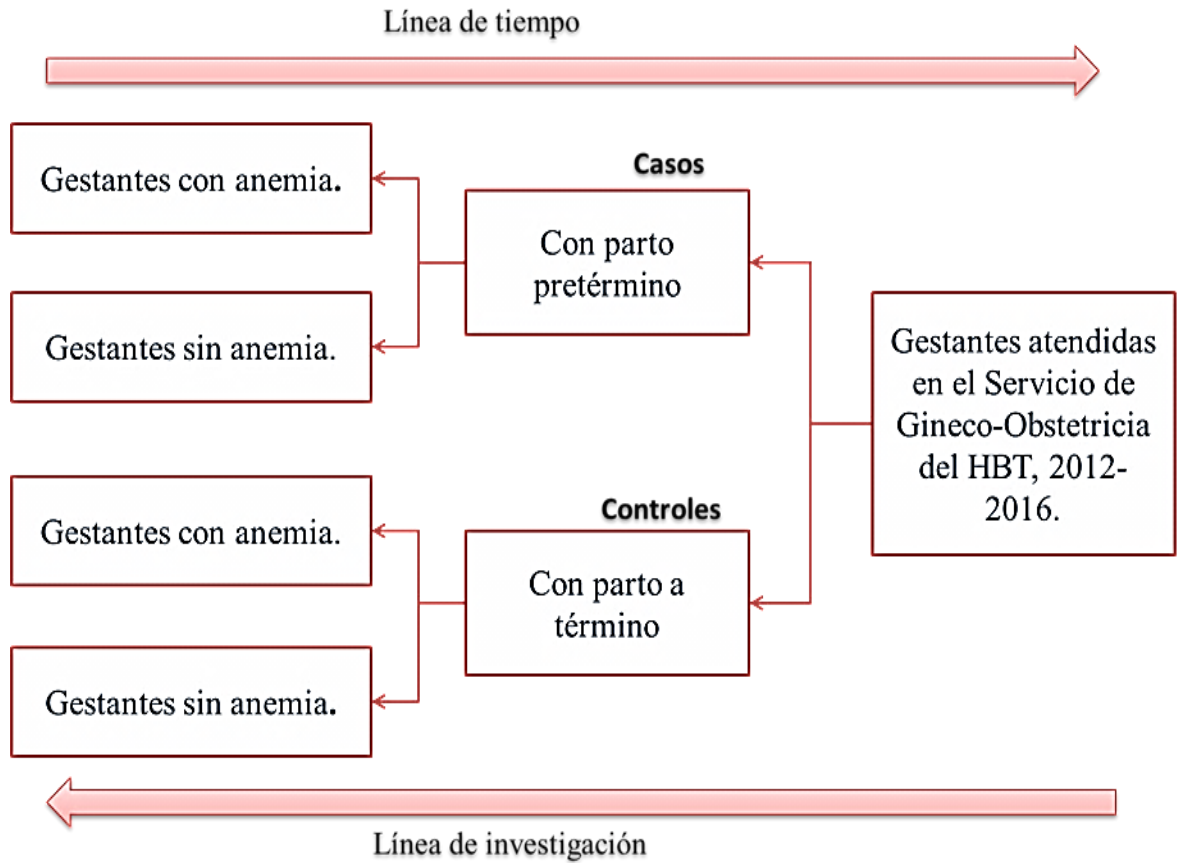 Línea de tiempo
Gestantes con anemia.
Gestantes sin anemia.
Casos
Con parto
pretérmino
Gestantes atendidas
en el Servicio de
Gineco-Obstetricia
del HBT, 2012-
2016.
Gestantes con anemia.
Gestantes sin anemia.
Controles
Con parto a
término
Línea de investigación